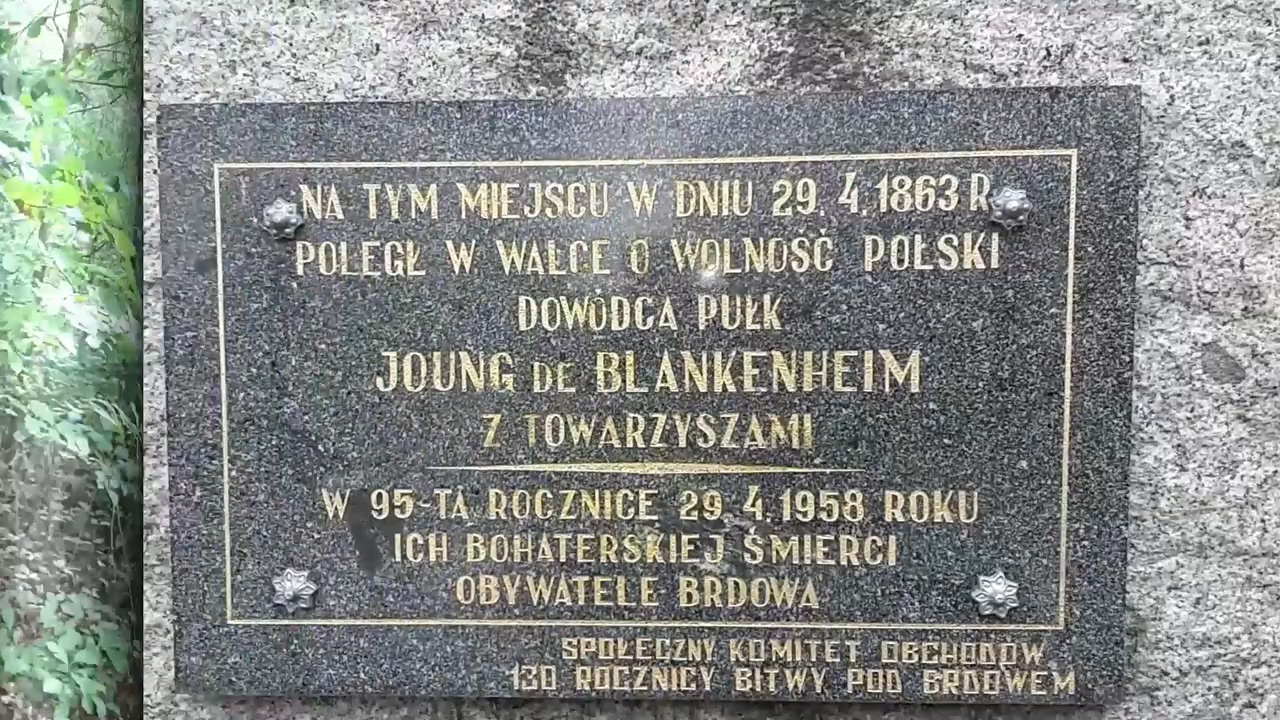 NA TYM MIEJSCU W DNIU 29. 4. 1863 R.
POLEGŁ W WALCE O WOLNOŚĆ POLSKI
DOWÓDCA PUŁK
JOUNG DE BLANKENHEIM
Z TOWARZYSZAMI
W 95-TĄ ROCZNICE 29. 4. 1958 ROKU
ICH BOHATERSKIEJ ŚMIERCI
OBYWATELE BRDOWA
SPOŁECZNY KOMITET OBCHODÓW
130 ROCZNICY BITWY POD BRDOWEM